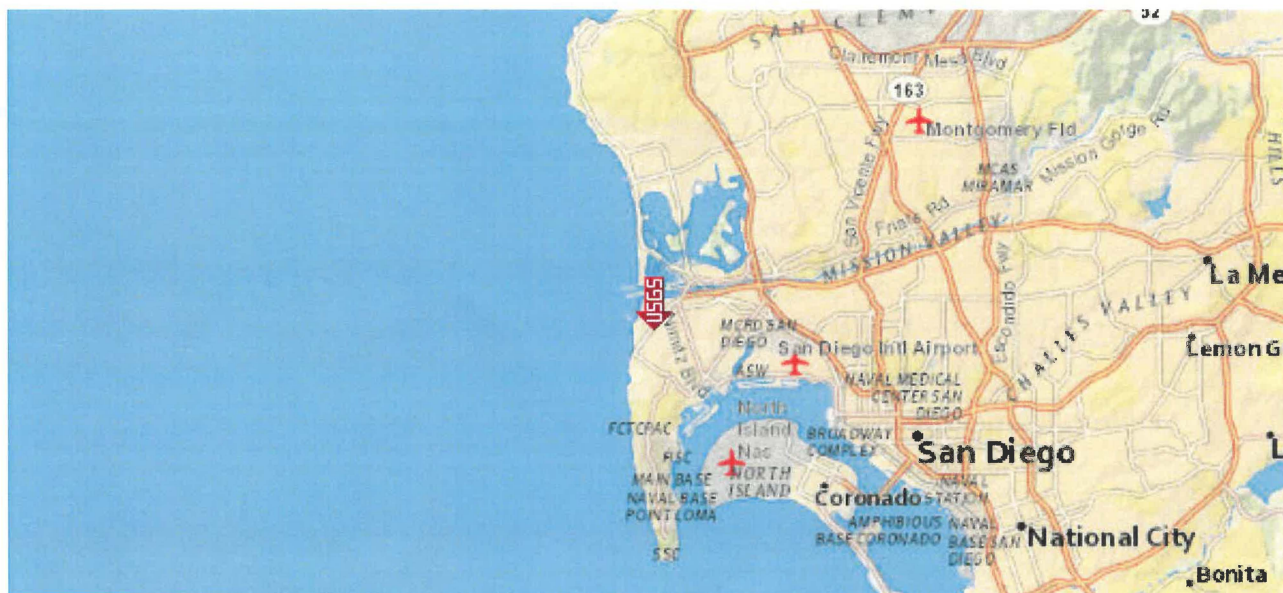 52
SAN CLEM
Clairemont Mesa Blvd
163
Montgomery Fld
Mission Gorge Rd
HILLS
San Vicente Fwy
MCAS
MIRAMAR
Friars Rd
MISSION VALLEY
Escondido Fwy
La Me
USGS
CHALLES VALLEY
Nimitz Blvd
MCRD SAN
DIEGO
San Diego Intl Airport
Lemon G
ASW
NAVAL MEDICAL
CENTER SAN
DIEGO
North
Island
Nas
FCTCPAC
BROADWAY
COMPLEX
San Diego
L
FISC
MAIN BASE
NAVAL BASE
POINT LOMA
NORTH
ISLAND
Coronado
NAVAL
STATION
AMPHIBIOUS
BASE CORONADO
NAVAL
BASE SAN
DIEGO
National City
SSC
Bonita